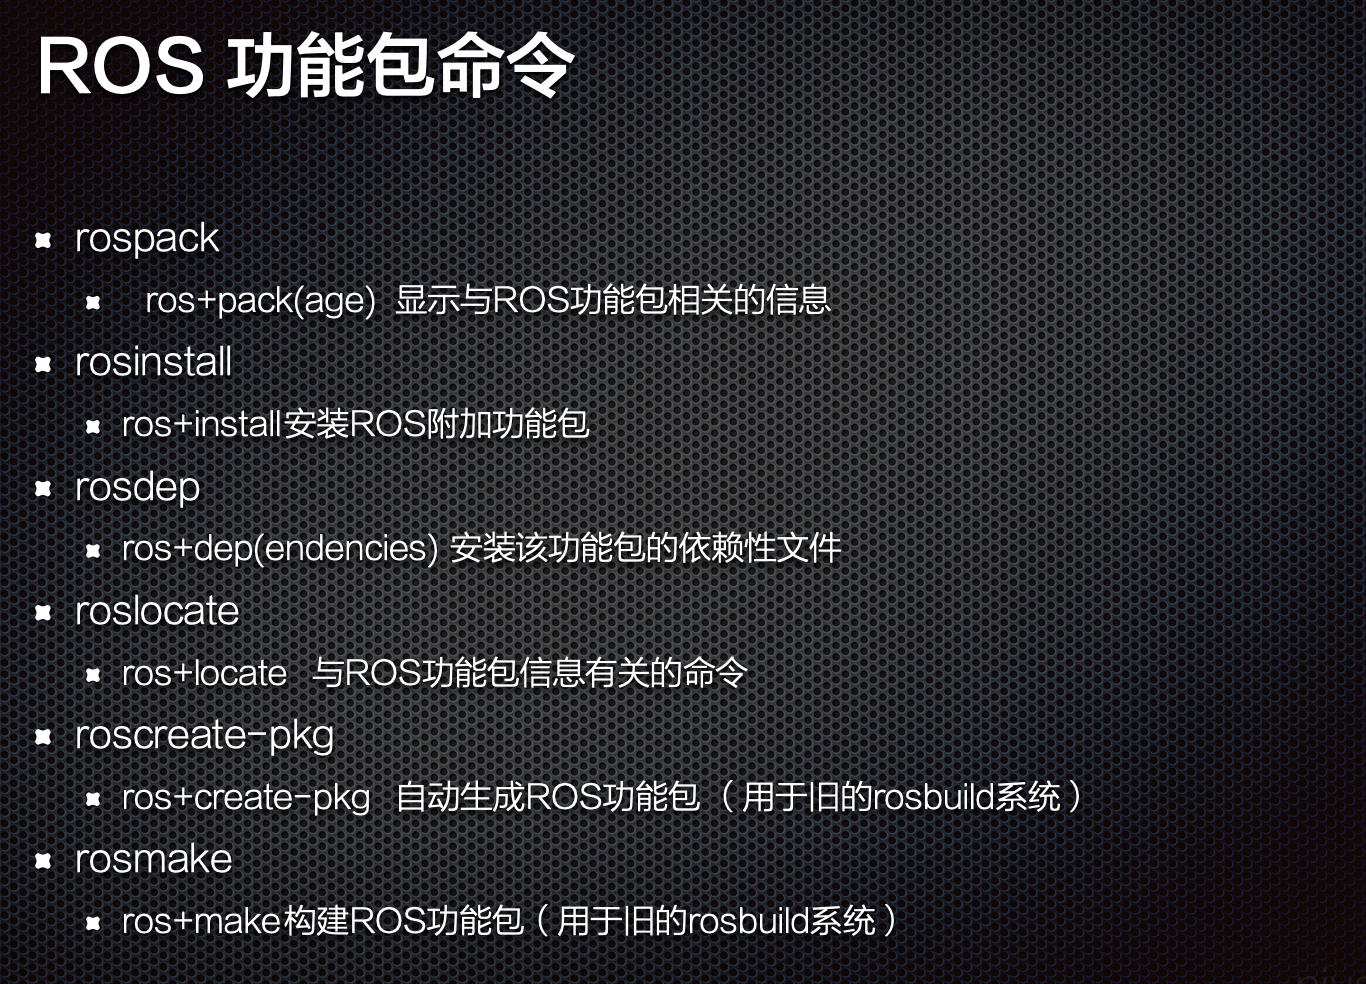 ROS 功能包命令
rospack
ros+pack(age) 显示与ROS功能包相关的信息
rosinstall
ros+install安装ROS附加功能包
rosdep
ros+dep(endencies) 安装该功能包的依赖性文件
roslocate
ros+locate 与ROS功能包信息有关的命令
roscreate-pkg
ros+create-pkg 自动生成ROS功能包（用于旧的rosbuild系统）
rosmake
ros+make构建ROS功能包（用于旧的rosbuild系统）